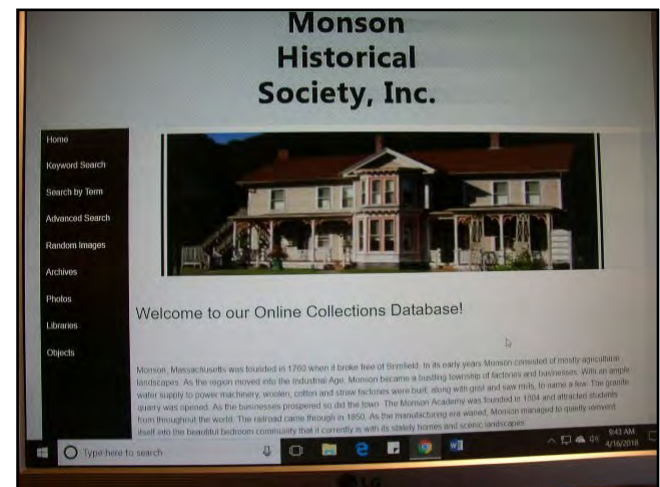 Monson
Historical
Society, Inc.
Home
Keyword Search
Search by Term
Advanced Search
Random Images
Archives
Photos
Libraries
Objects
Welcome to our Online Collections Database!
Monson, Massachusetts was founded in 1760 when it broke free of Brimfield. In its early years Monson consisted of mostly agricultural
landscapes. As the region moved into the Industrial Age, Monson became a bustling township of factories and businesses. With an ample
water supply to power machinery, woolen, cotton and straw factories were built, along with grist and saw mills, to name a few. The granite
quarry was opened. As the businesses prospered so did the town. The Monson Academy was founded in 1804 and attracted students
from throughout the world. The railroad came through in 1850. As the manufacturing era waned, Monson managed to quietly reinvent
itself into the beautiful bedroom community that it currently is with its stately homes and scenic landscapes.
Type here to search
9:43 AM
4/16/2018
LG